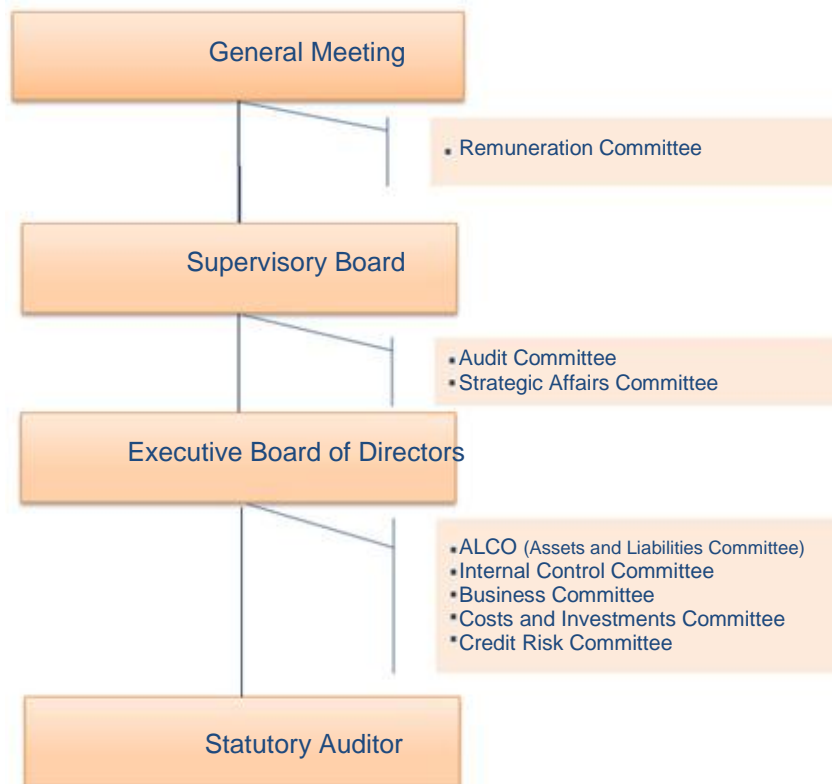 General Meeting
• Remuneration Committee
Supervisory Board
• Audit Committee
• Strategic Affairs Committee
Executive Board of Directors
• ALCO (Assets and Liabilities Committee)
• Internal Control Committee
• Business Committee
• Costs and Investments Committee
• Credit Risk Committee
Statutory Auditor